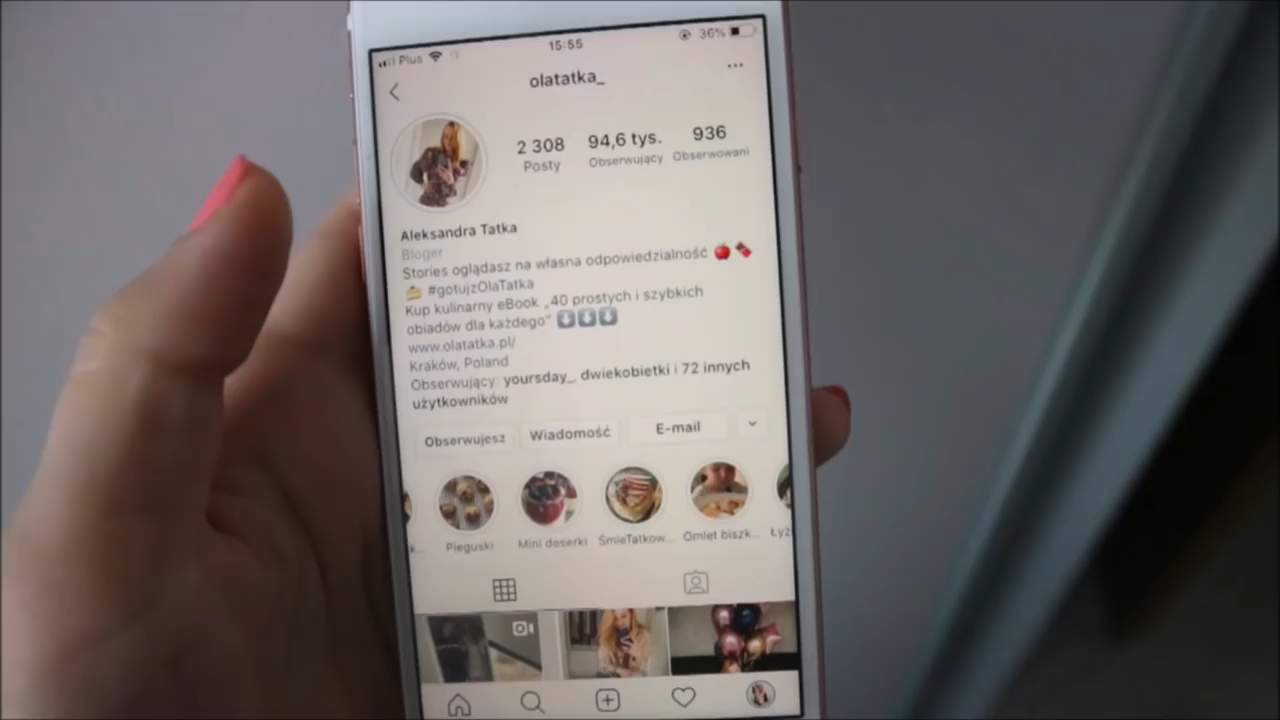 Plus
15:55
36%
olatatka_
2 308
94,6 tys.
936
Posty
Obserwujący
Obserwowani
Aleksandra Tatka
Bloger
Stories oglądasz na własna odpowiedzialność
#gotujzOlaTatka
Kup kulinarny eBook „40 prostych i szybkich
obiadów dla każdego"
www.olatatka.pl/
Kraków, Poland
Obserwujący: yoursday_, dwiekobietki i 72 innych
użytkowników
Obserwujesz
Wiadomość
E-mail
k...
Pieguski
Mini deserki
ŚmieTatkow...
Omlet biszk...
Łyż